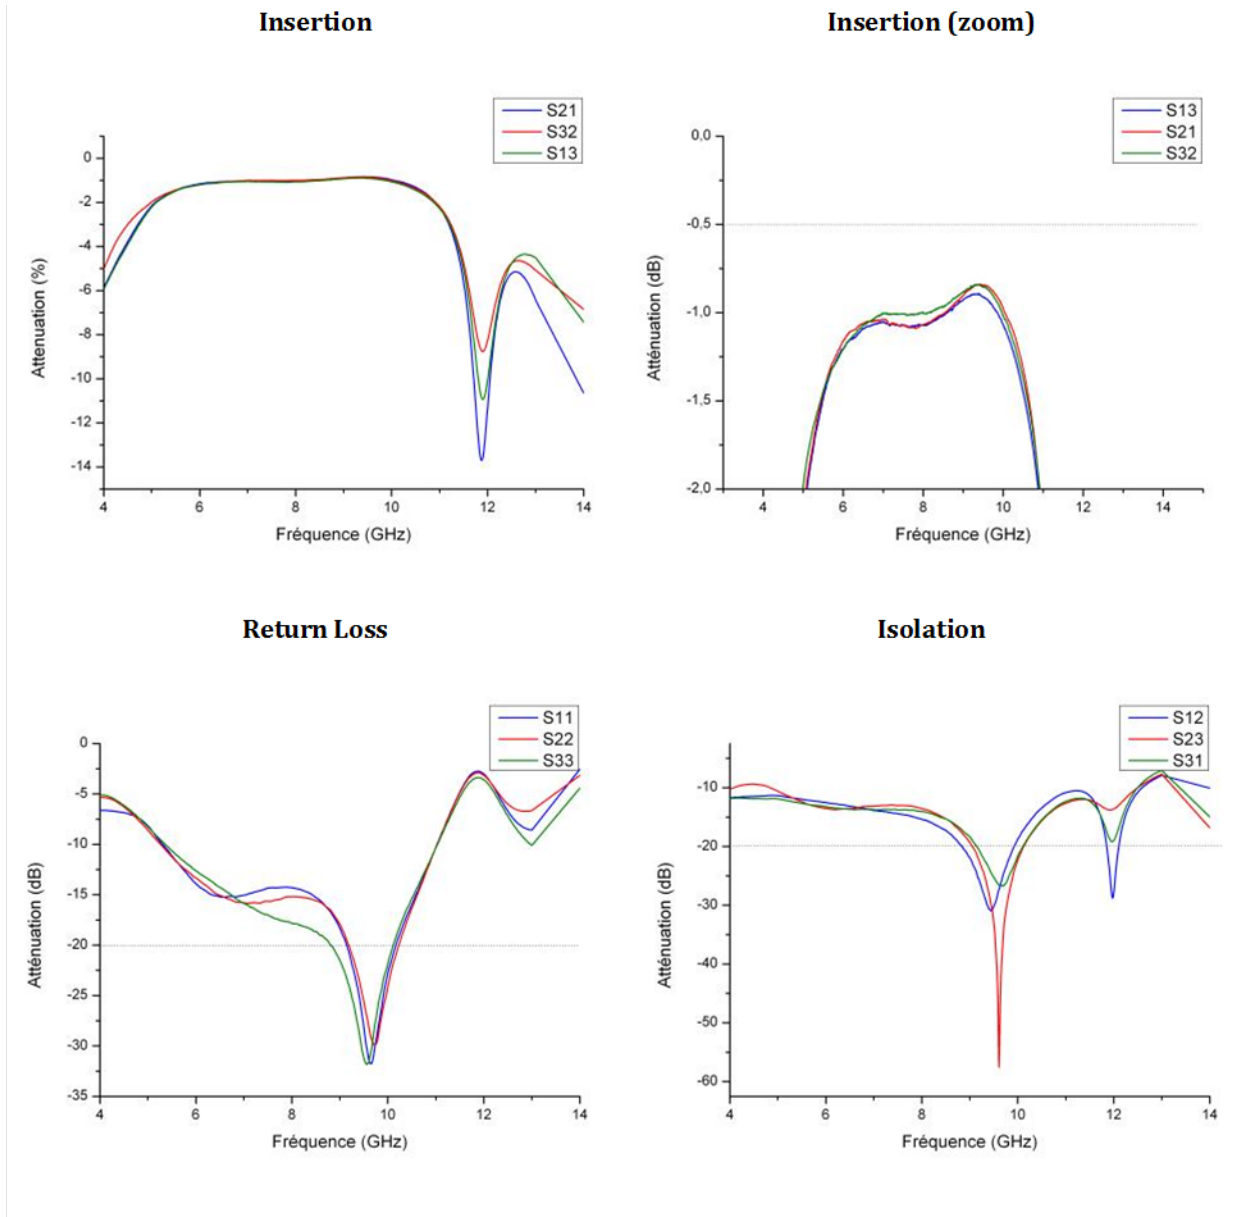 Insertion
S21
S32
S13
0
-2
-4
-6
-8
-10
-12
-14
Atténuation (%)
4 6 8 10 12 14
Fréquence (GHz)
Insertion (zoom)
S13
S21
S32
0,0
-0,5
-1,0
-1,5
-2,0
Atténuation (dB)
4 6 8 10 12 14
Fréquence (GHz)
Return Loss
S11
S22
S33
0
-5
-10
-15
-20
-25
-30
-35
Atténuation (dB)
4 6 8 10 12 14
Fréquence (GHz)
Isolation
S12
S23
S31
-10
-20
-30
-40
-50
-60
Atténuation (dB)
4 6 8 10 12 14
Fréquence (GHz)